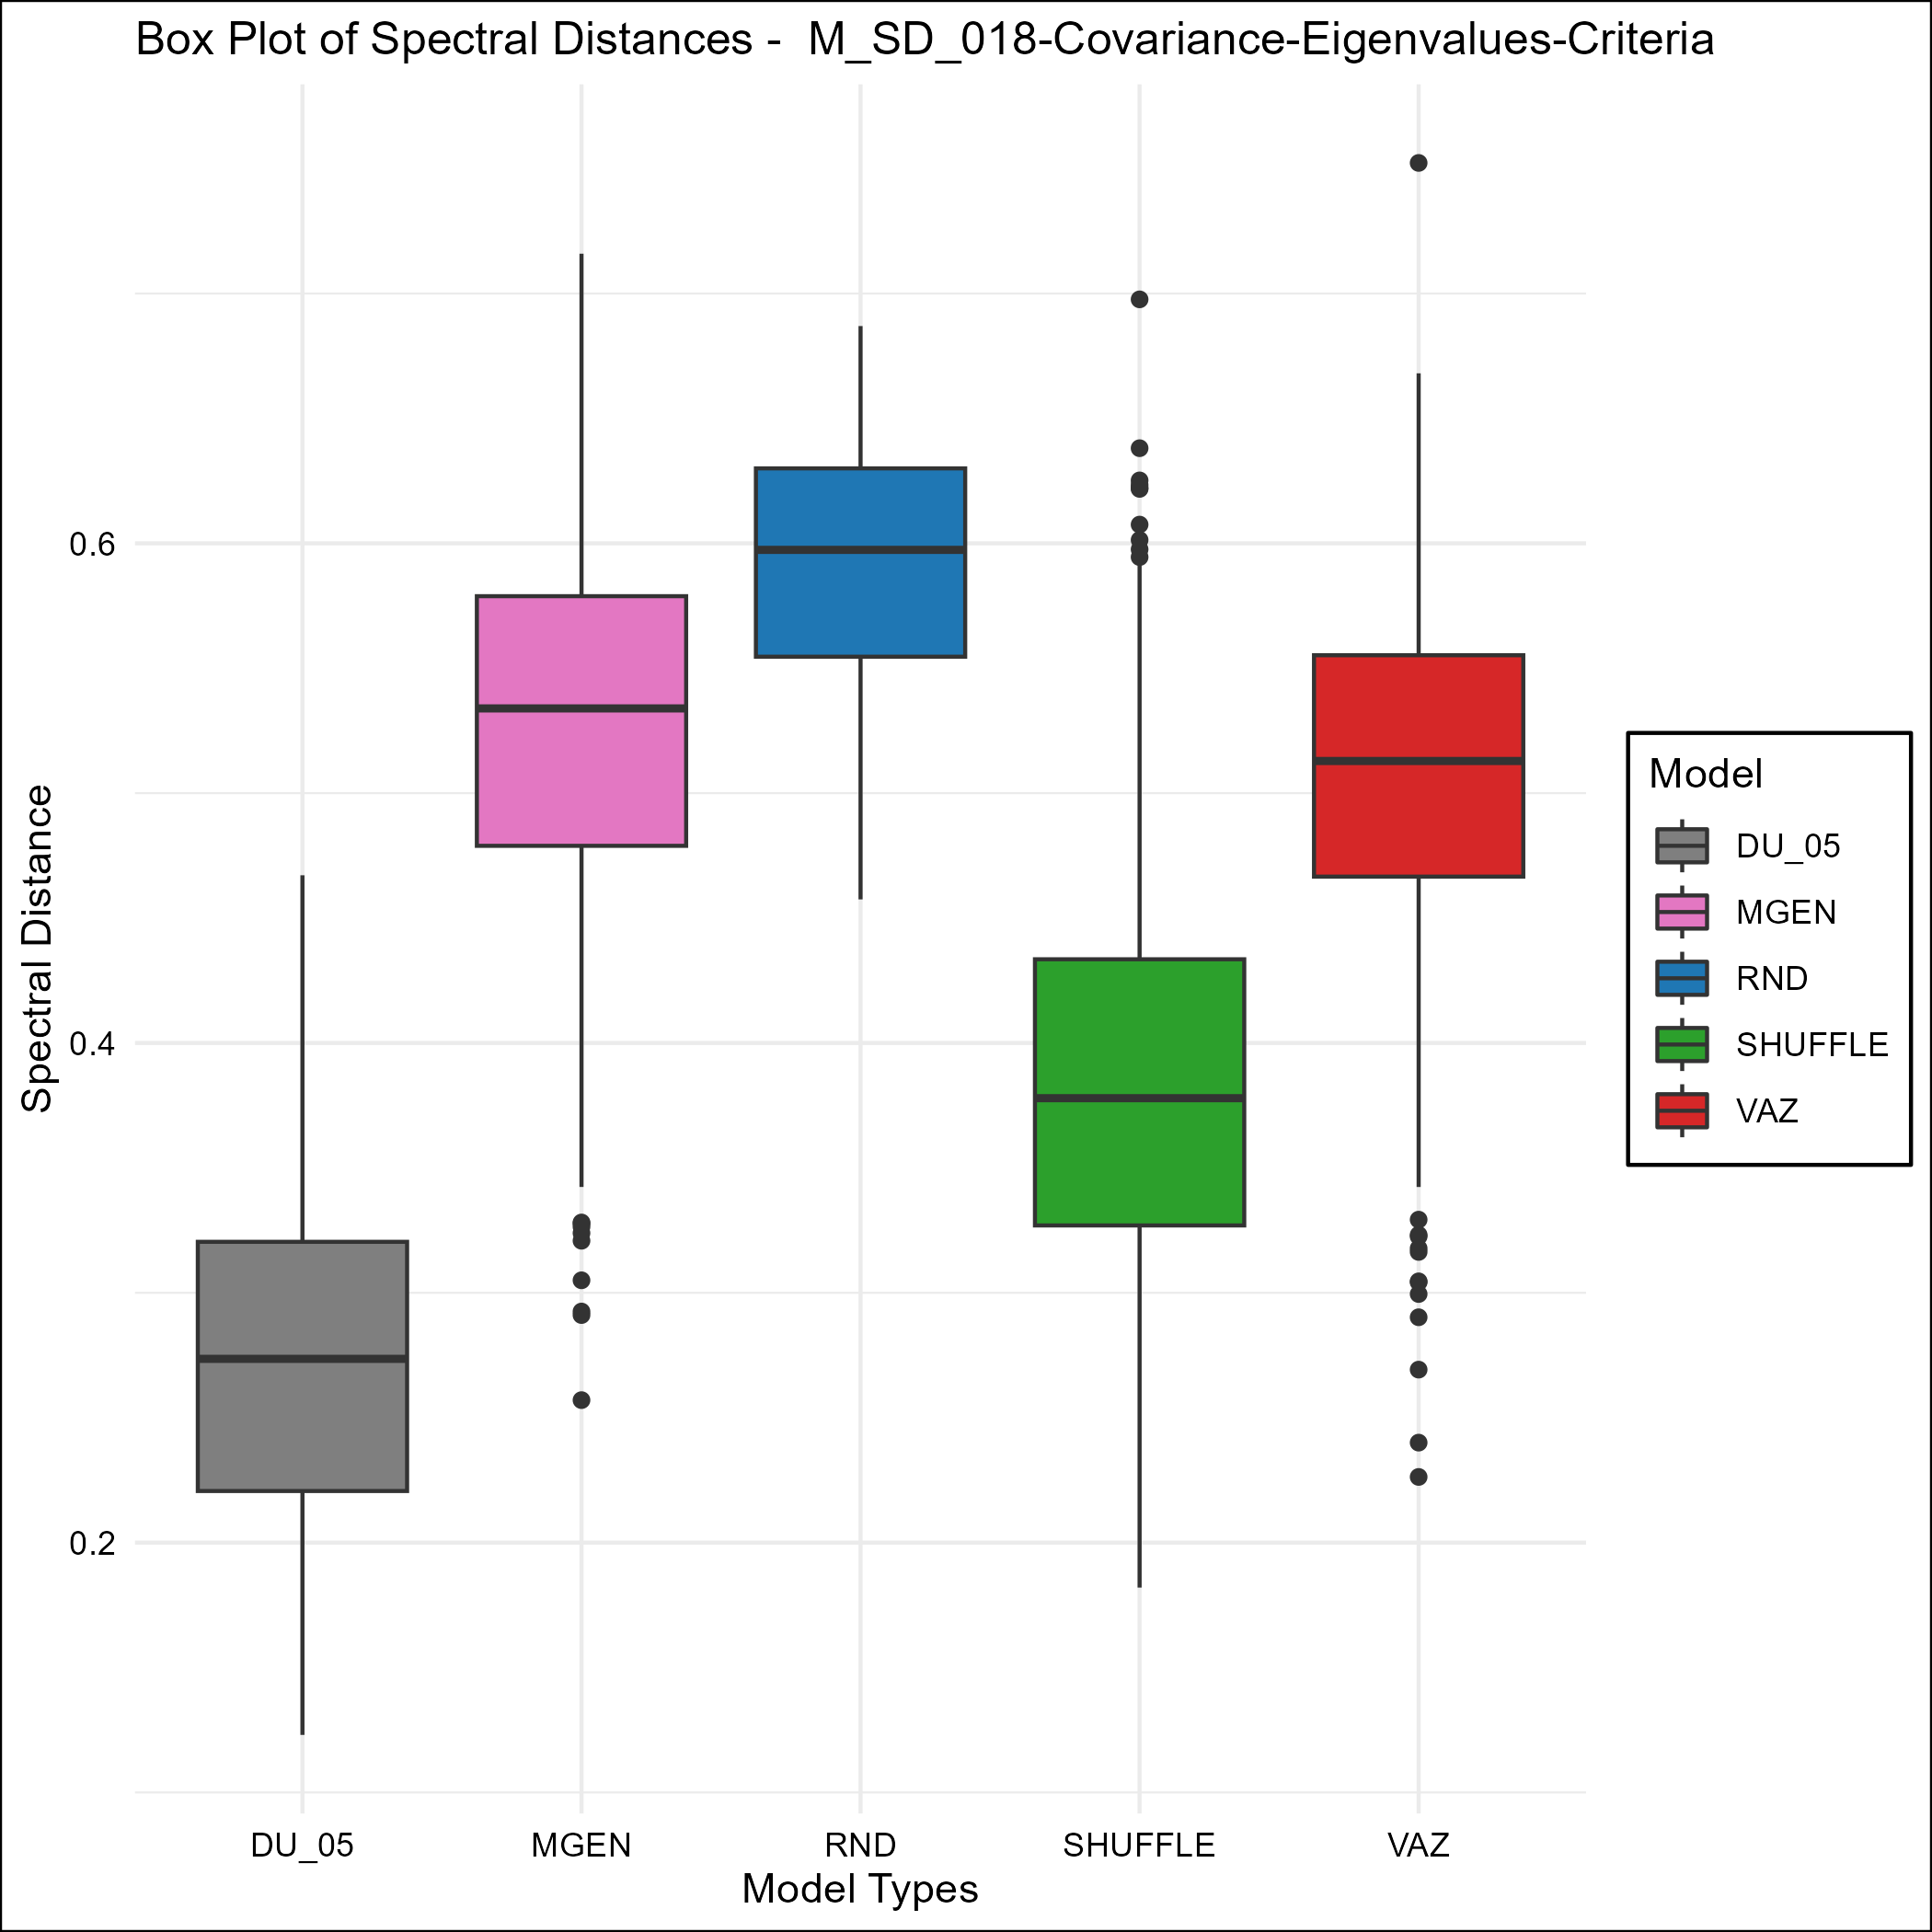 Box Plot of Spectral Distances -  M_SD_018-Covariance-Eigenvalues-Criteria
Spectral Distance
0.6
0.4
0.2
DU_05
MGEN
RND
SHUFFLE
VAZ
Model Types
Model
DU_05
MGEN
RND
SHUFFLE
VAZ